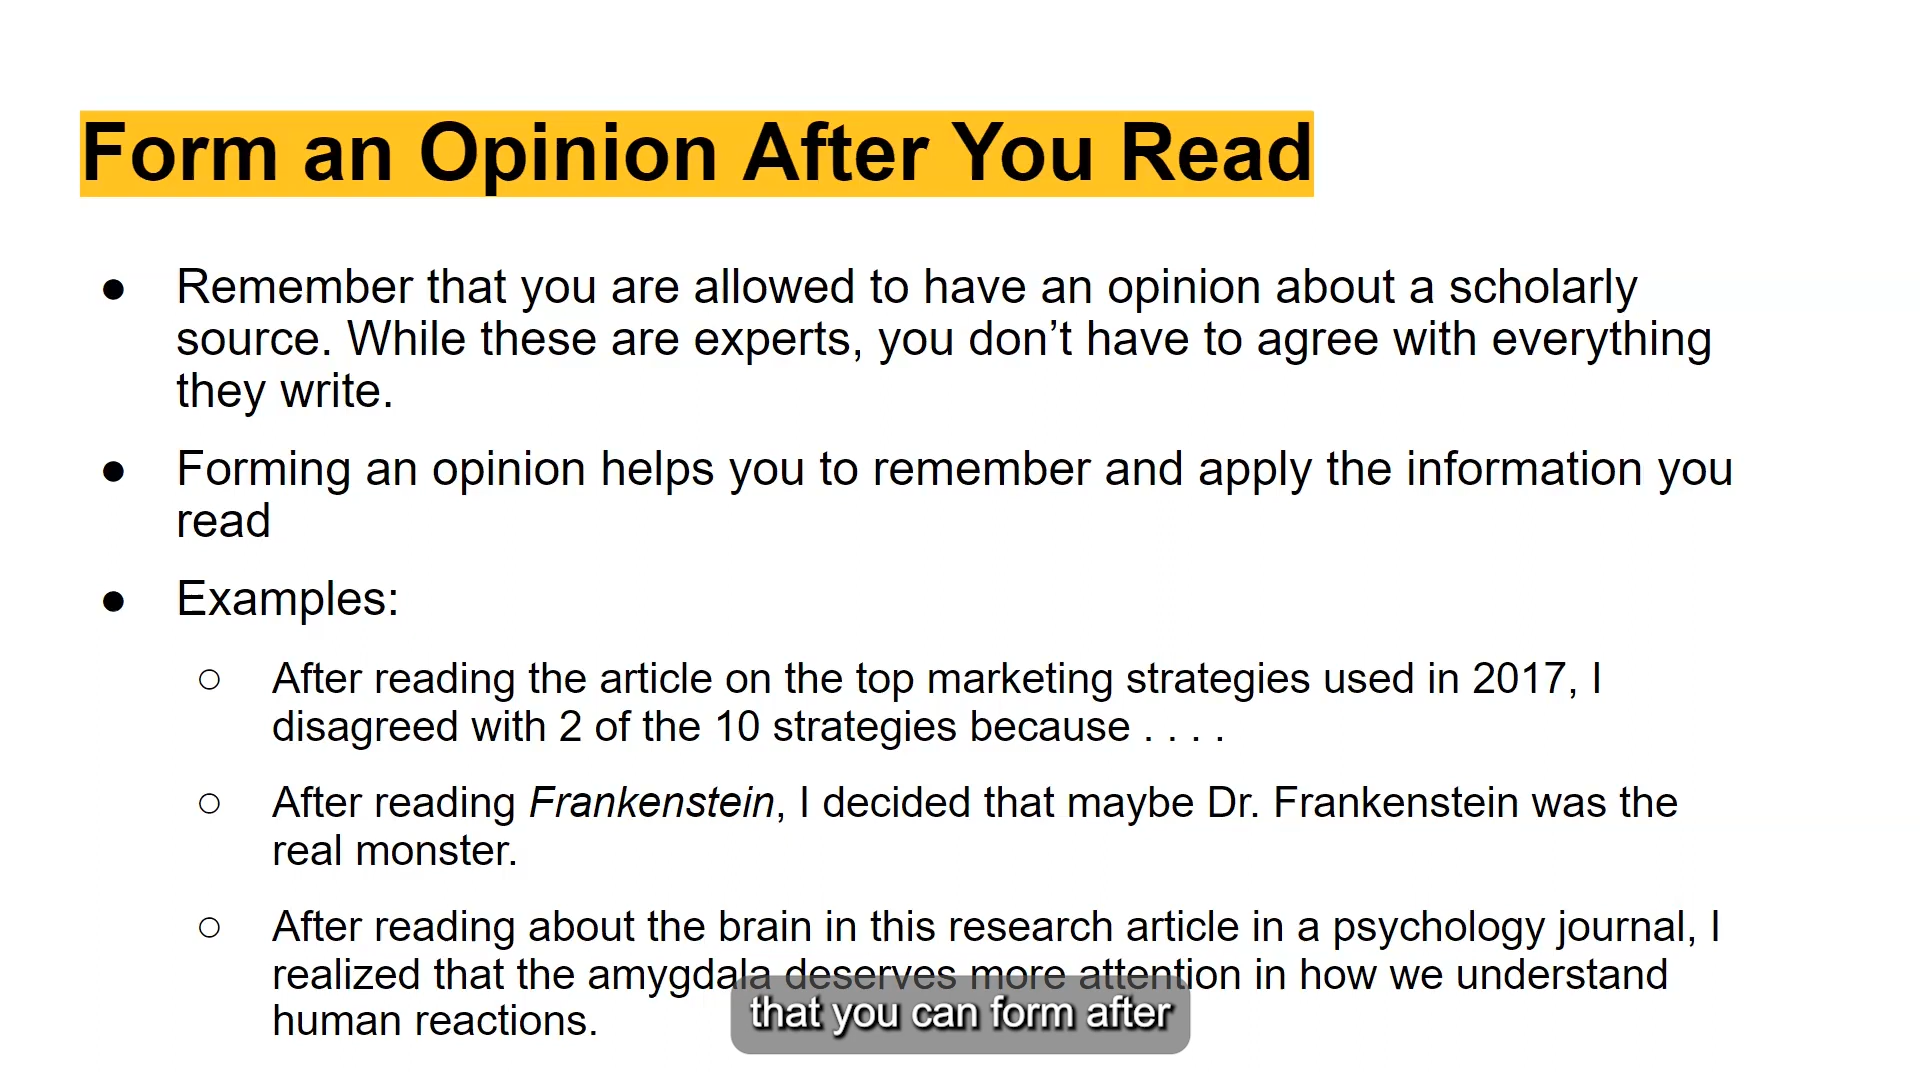 Form an Opinion After You Read
● Remember that you are allowed to have an opinion about a scholarly
source. While these are experts, you don’t have to agree with everything
they write.
● Forming an opinion helps you to remember and apply the information you
read
● Examples:
○ After reading the article on the top marketing strategies used in 2017, I
disagreed with 2 of the 10 strategies because . . . .
○ After reading Frankenstein, I decided that maybe Dr. Frankenstein was the
real monster.
○ After reading about the brain in this research article in a psychology journal, I
realized that the amygdala deserves more attention in how we understand
human reactions.
that you can form after